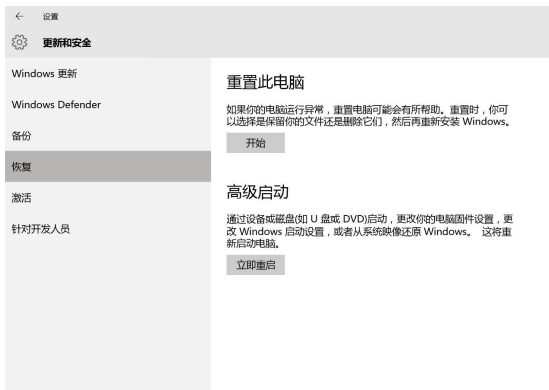 ← 设置
更新和安全
Windows 更新
Windows Defender
备份
恢复
激活
针对开发人员
重置此电脑
如果你的电脑运行异常，重置电脑可能会有所帮助。重置时，你可
以选择是保留你的文件还是删除它们，然后再重新安装 Windows。
开始
高级启动
通过设备或磁盘(如 U 盘或 DVD)启动，更改你的电脑固件设置，更
改 Windows 启动设置，或者从系统映像还原 Windows。 这将重
新启动电脑。
立即重启